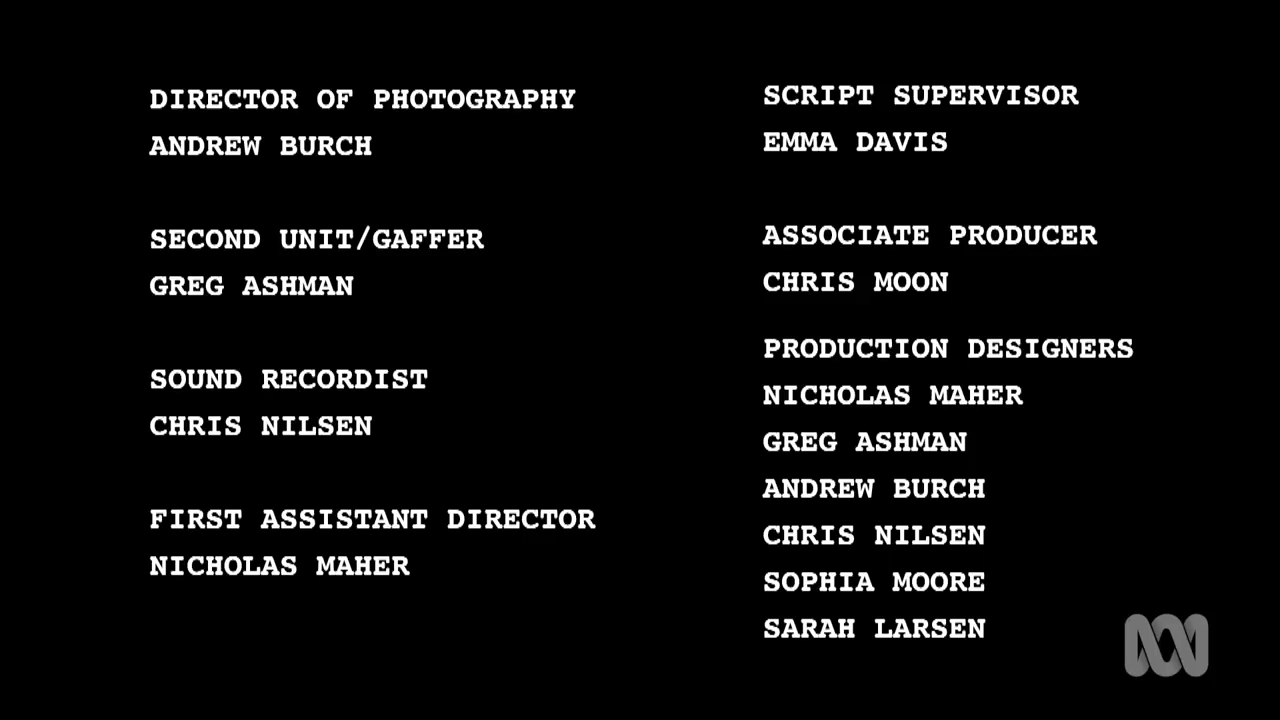 DIRECTOR OF PHOTOGRAPHY
ANDREW BURCH
SECOND UNIT/GAFFER
GREG ASHMAN
SOUND RECORDIST
CHRIS NILSEN
FIRST ASSISTANT DIRECTOR
NICHOLAS MAHER
SCRIPT SUPERVISOR
EMMA DAVIS
ASSOCIATE PRODUCER
CHRIS MOON
PRODUCTION DESIGNERS
NICHOLAS MAHER
GREG ASHMAN
ANDREW BURCH
CHRIS NILSEN
SOPHIA MOORE
SARAH LARSEN